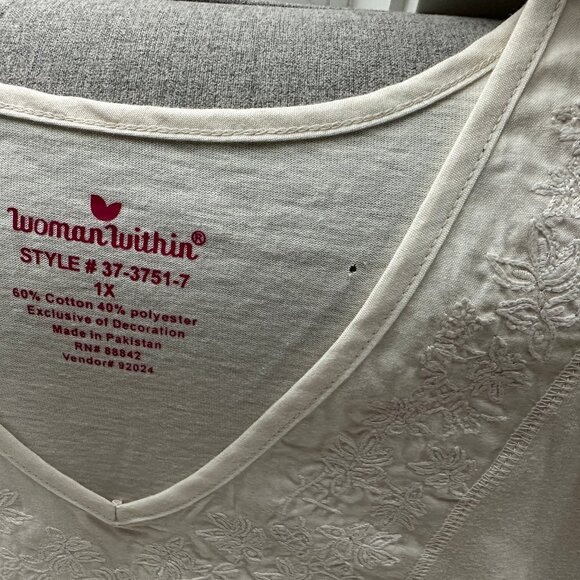 woman within®
STYLE # 37-3751-7
1X
60% Cotton 40% polyester
Exclusive of Decoration
Made in Pakistan
RN# 88842
Vendor# 92024